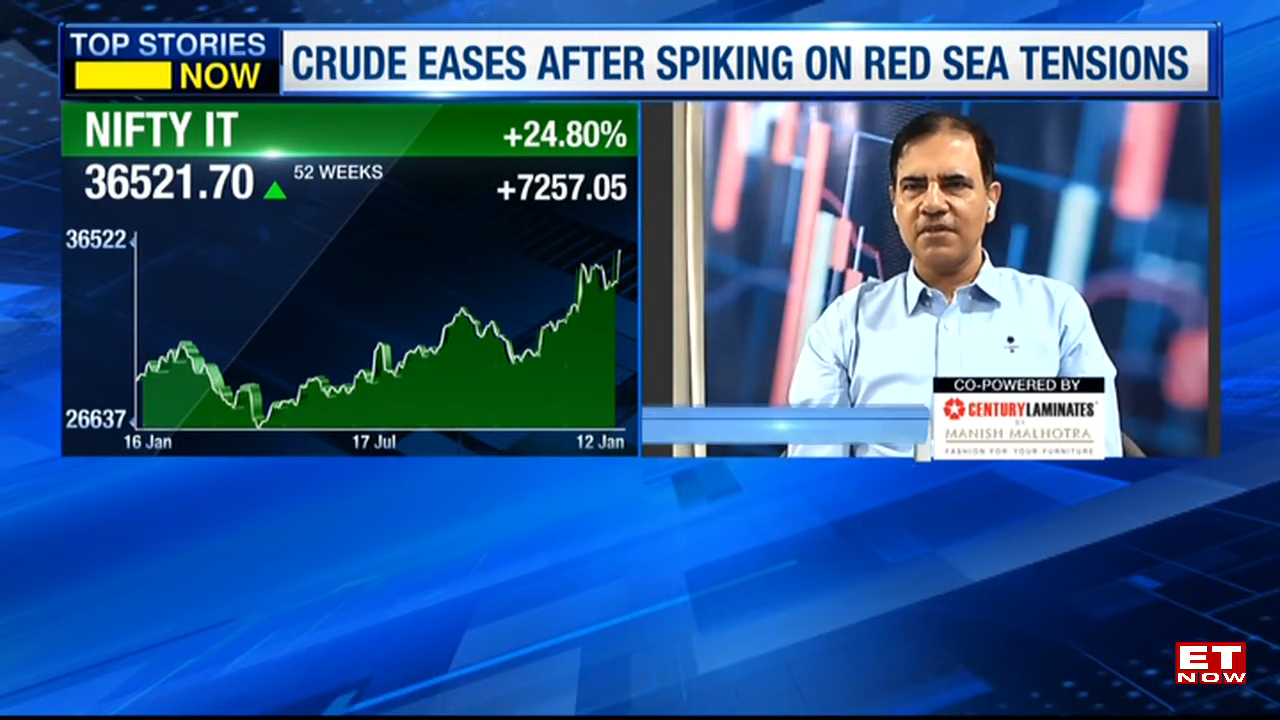 TOP STORIES
NOW
CRUDE EASES AFTER SPIKING ON RED SEA TENSIONS
NIFTY IT
+24.80%
36521.70
52 WEEKS
+7257.05
36522
26637
16 Jan
17 Jul
12 Jan
CO-POWERED BY
CENTURYLAMINATES
BY
MANISH MALHOTRA
FASHION FOR YOUR FURNITURE
ET
NOW